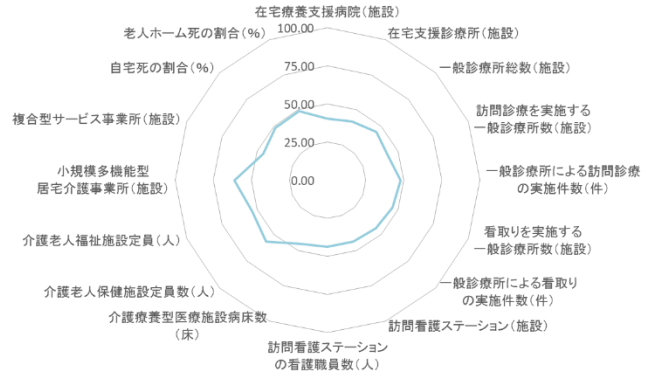 在宅療養支援病院（施設）
在宅支援診療所（施設）
一般診療所総数（施設）
訪問診療を実施する
一般診療所数（施設）
一般診療所による訪問診療
の実施件数（件）
看取りを実施する
一般診療所数（施設）
一般診療所による看取り
の実施件数（件）
訪問看護ステーション（施設）
訪問看護ステーション
の看護職員数（人）
介護療養型医療施設病床数
（床）
介護老人保健施設定員数（人）
介護老人福祉施設定員（人）
小規模多機能型
居宅介護事業所（施設）
複合型サービス事業所（施設）
自宅死の割合（％）
老人ホーム死の割合（％）
100.00
75.00
50.00
25.00
0.00